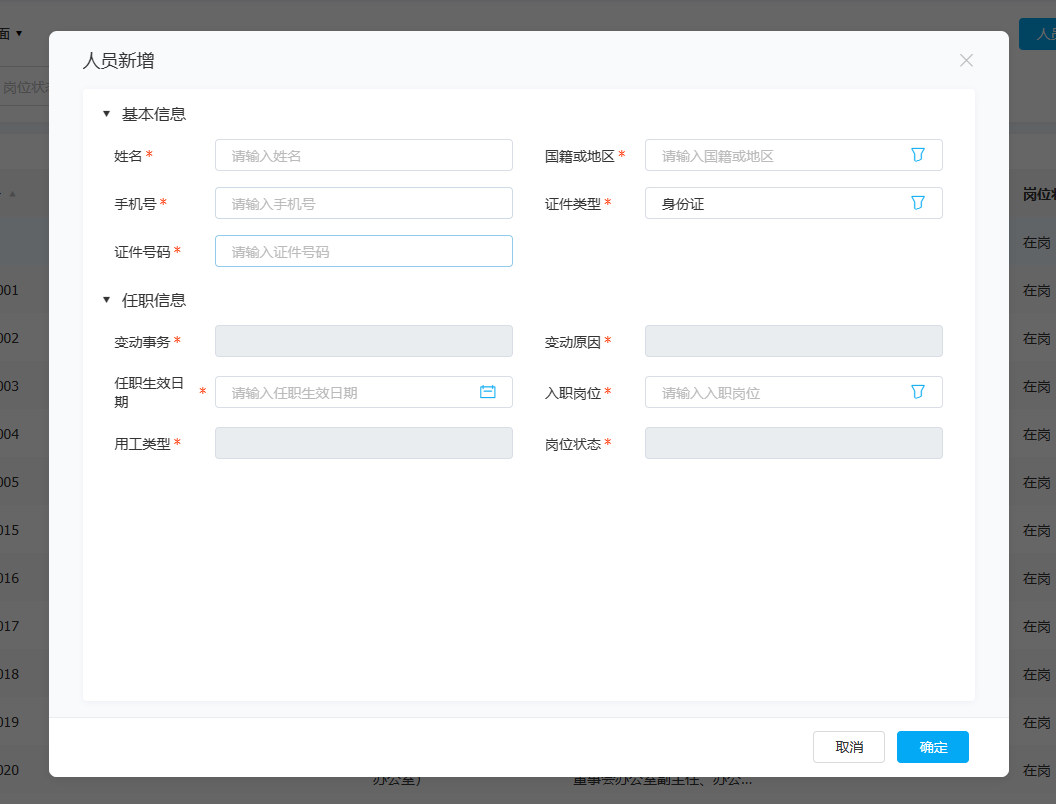 面 ▼
人员新增
人员
岗位状态
▼ 基本信息
姓名* 请输入姓名 国籍或地区* 请输入国籍或地区
手机号* 请输入手机号 证件类型* 身份证
岗位状
证件号码* 请输入证件号码
在岗
001 在岗
▼ 任职信息
002 变动事务* 变动原因* 在岗
003 任职生效日期* 请输入任职生效日期 入职岗位* 请输入入职岗位 在岗
004 用工类型* 岗位状态* 在岗
005 在岗
015 在岗
016 在岗
017 在岗
018 在岗
019 在岗
取消 确定
020 办公室） 董事会办公室副主任、办公... 在岗